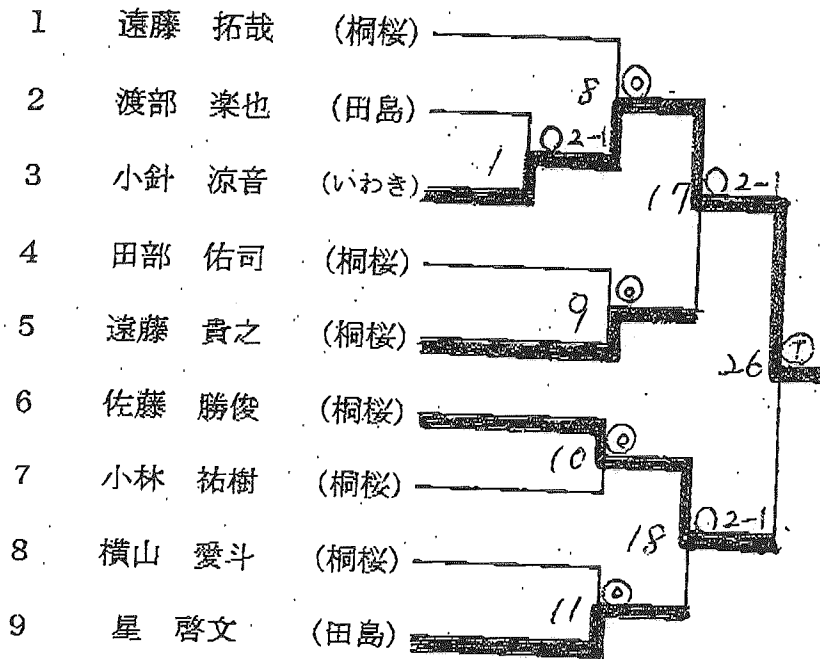 1 遠藤 拓哉 (桐桜)
2 渡部 楽也 (田島)
3 小針 涼音 (いわき)
4 田部 佑司 (桐桜)
5 遠藤 貴之 (桐桜)
6 佐藤 勝俊 (桐桜)
7 小林 祐樹 (桐桜)
8 横山 愛斗 (桐桜)
9 星 啓文 (田島)
8
1 2-1
17 2-1
9
26
10
18 2-1
11